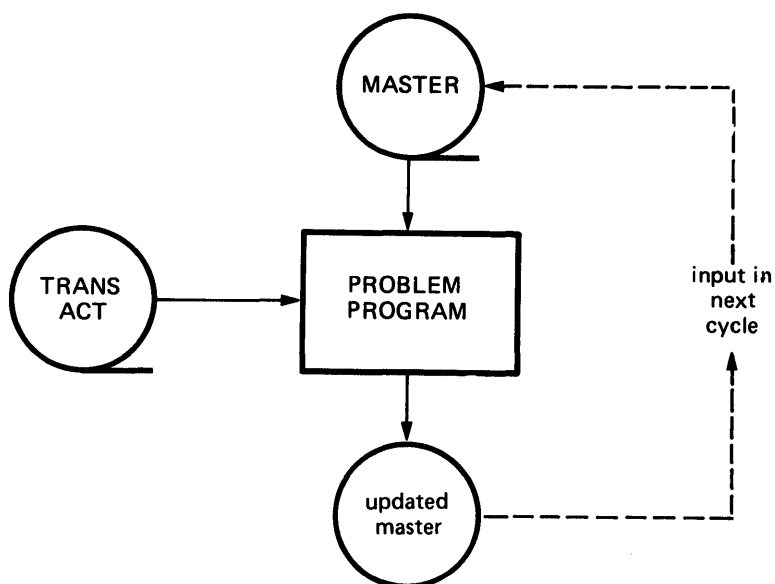 MASTER
TRANS
ACT
PROBLEM
PROGRAM
input in
next
cycle
updated
master